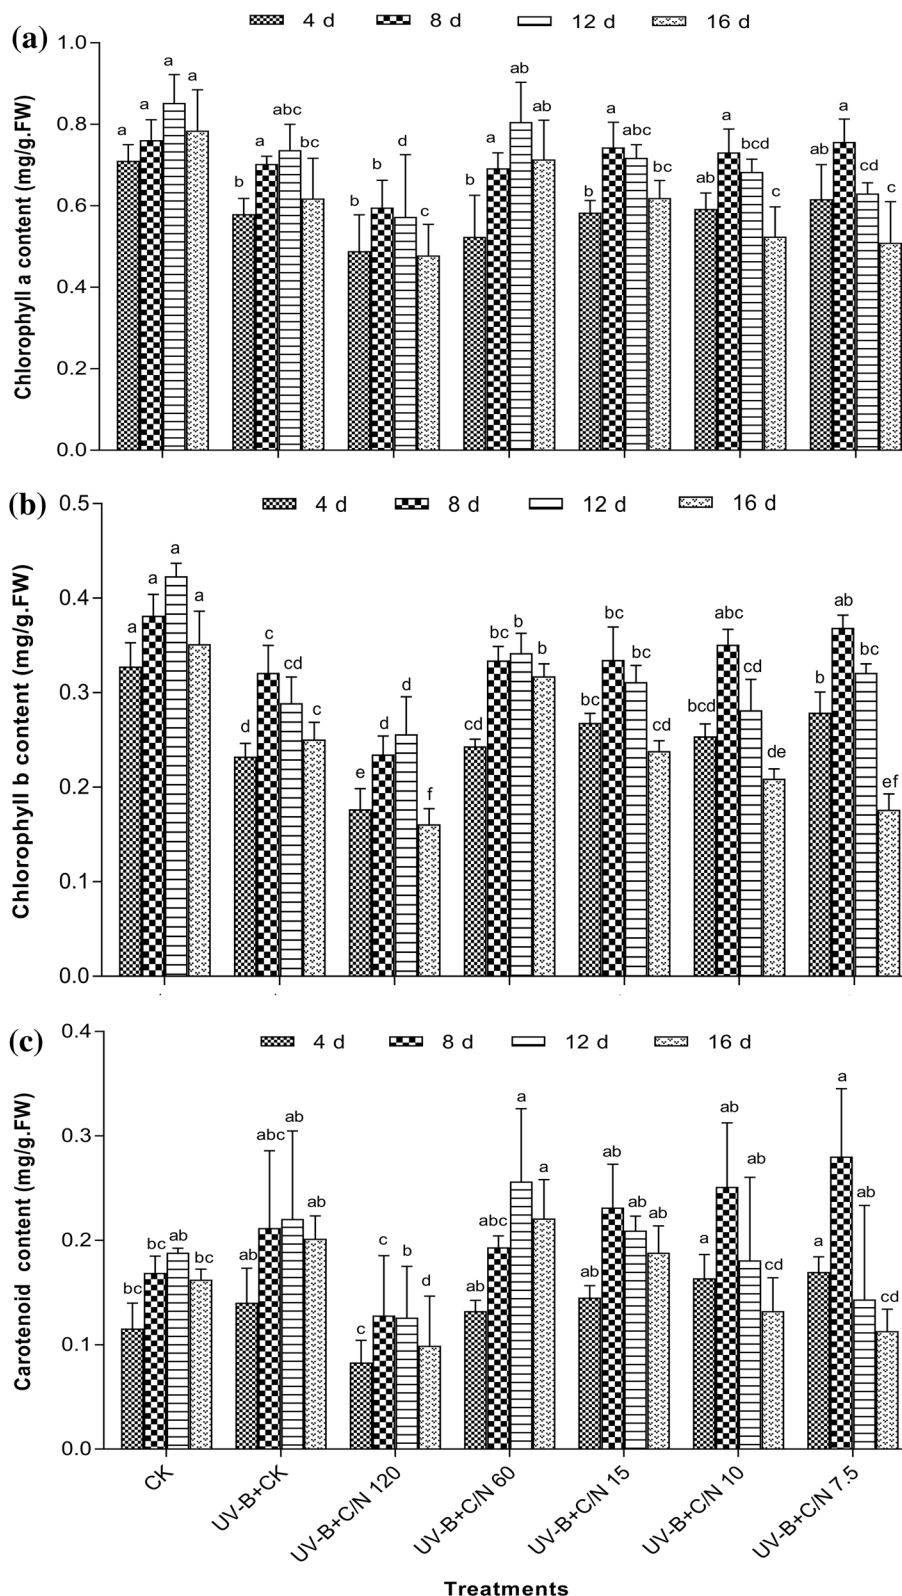 (a)
4 d 8 d 12 d 16 d
Chlorophyll a content (mg/g.FW)
1.0
0.8
0.6
0.4
0.2
0.0
a a a a
b a abc bc
b b d c
b a ab ab
b a abc bc
ab a bcd c
ab a cd c
(b)
4 d 8 d 12 d 16 d
Chlorophyll b content (mg/g.FW)
0.5
0.4
0.3
0.2
0.1
0.0
a a a a
d c cd c
e d d f
cd bc b b
bc bc bc cd
bcd abc cd de
b ab bc ef
(c)
4 d 8 d 12 d 16 d
Carotenoid content (mg/g.FW)
0.4
0.3
0.2
0.1
0.0
bc bc ab bc
ab abc ab ab
c c b d
ab abc a a
ab ab ab ab
a ab ab cd
a a ab cd
CK
UV-B+CK
UV-B+C/N 120
UV-B+C/N 60
UV-B+C/N 15
UV-B+C/N 10
UV-B+C/N 7.5
Treatments